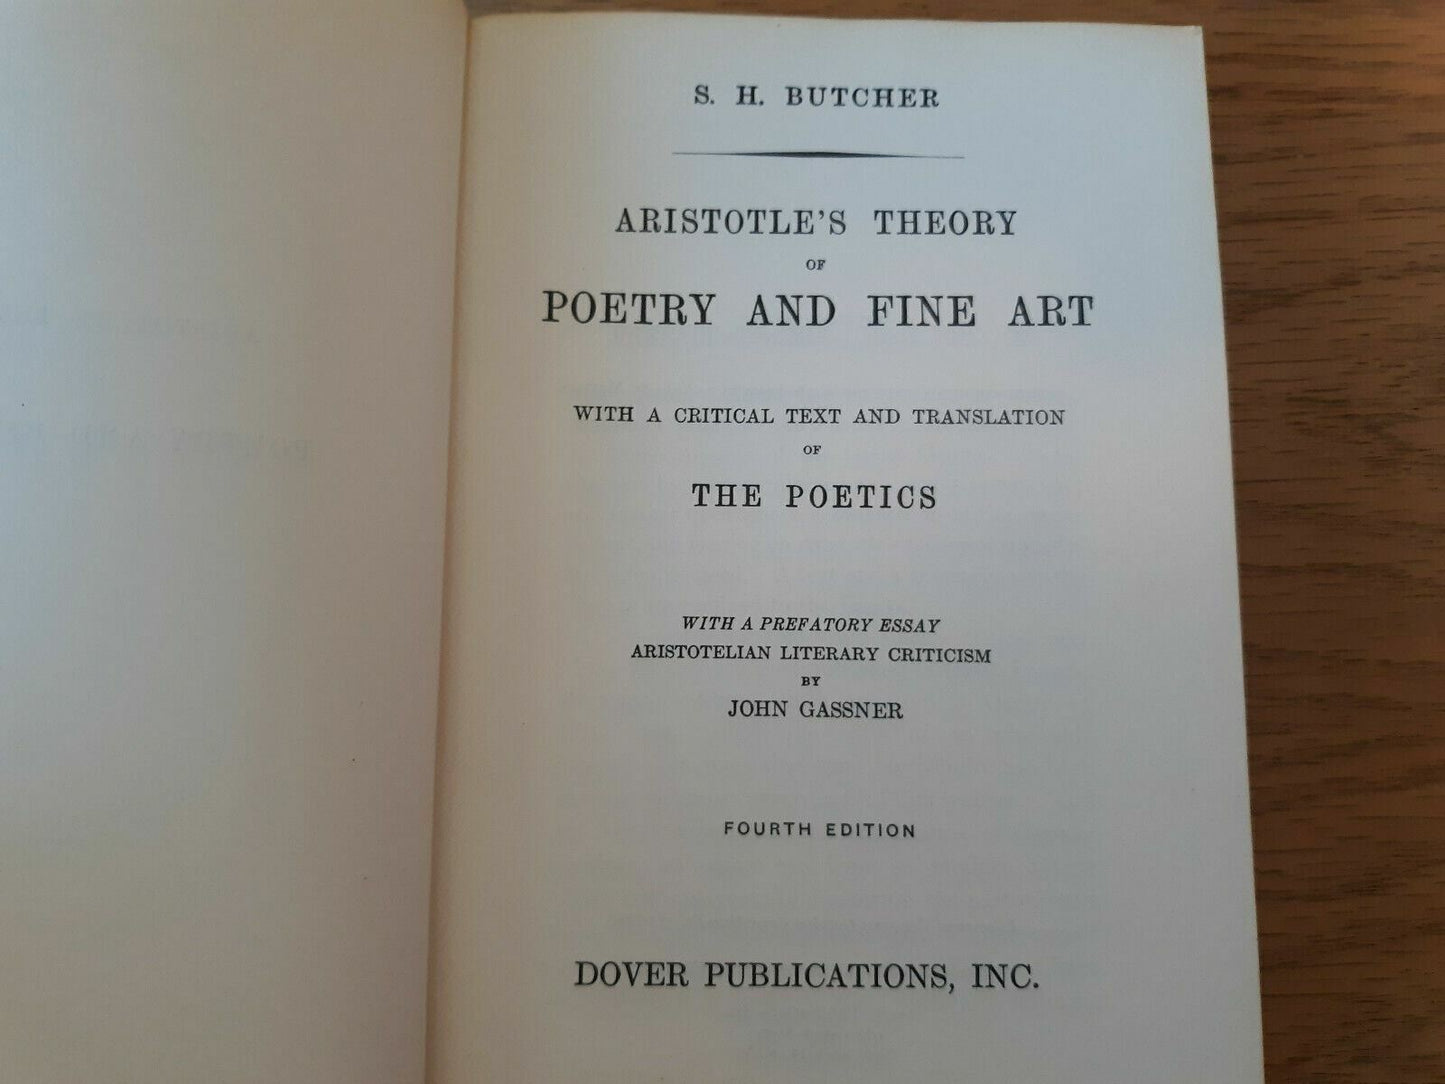 S. H. BUTCHER
ARISTOTLE'S THEORY
OF
POETRY AND FINE ART
WITH A CRITICAL TEXT AND TRANSLATION
OF
THE POETICS
WITH A PREFATORY ESSAY
ARISTOTELIAN LITERARY CRITICISM
BY
JOHN GASSNER
FOURTH EDITION
DOVER PUBLICATIONS, INC.